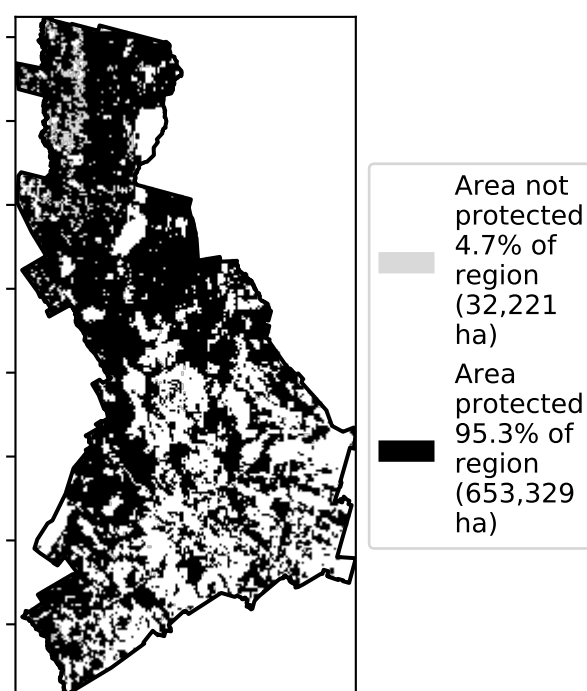 Area not
protected
4.7% of
region
(32,221
ha)
Area
protected
95.3% of
region
(653,329
ha)